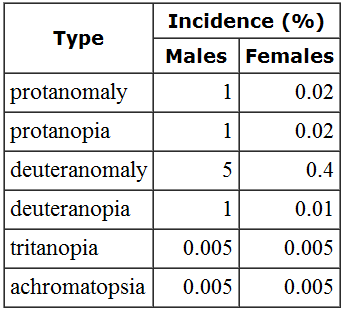 Type Incidence (%)
Males Females
protanomaly 1 0.02
protanopia 1 0.02
deuteranomaly 5 0.4
deuteranopia 1 0.01
tritanopia 0.005 0.005
achromatopsia 0.005 0.005